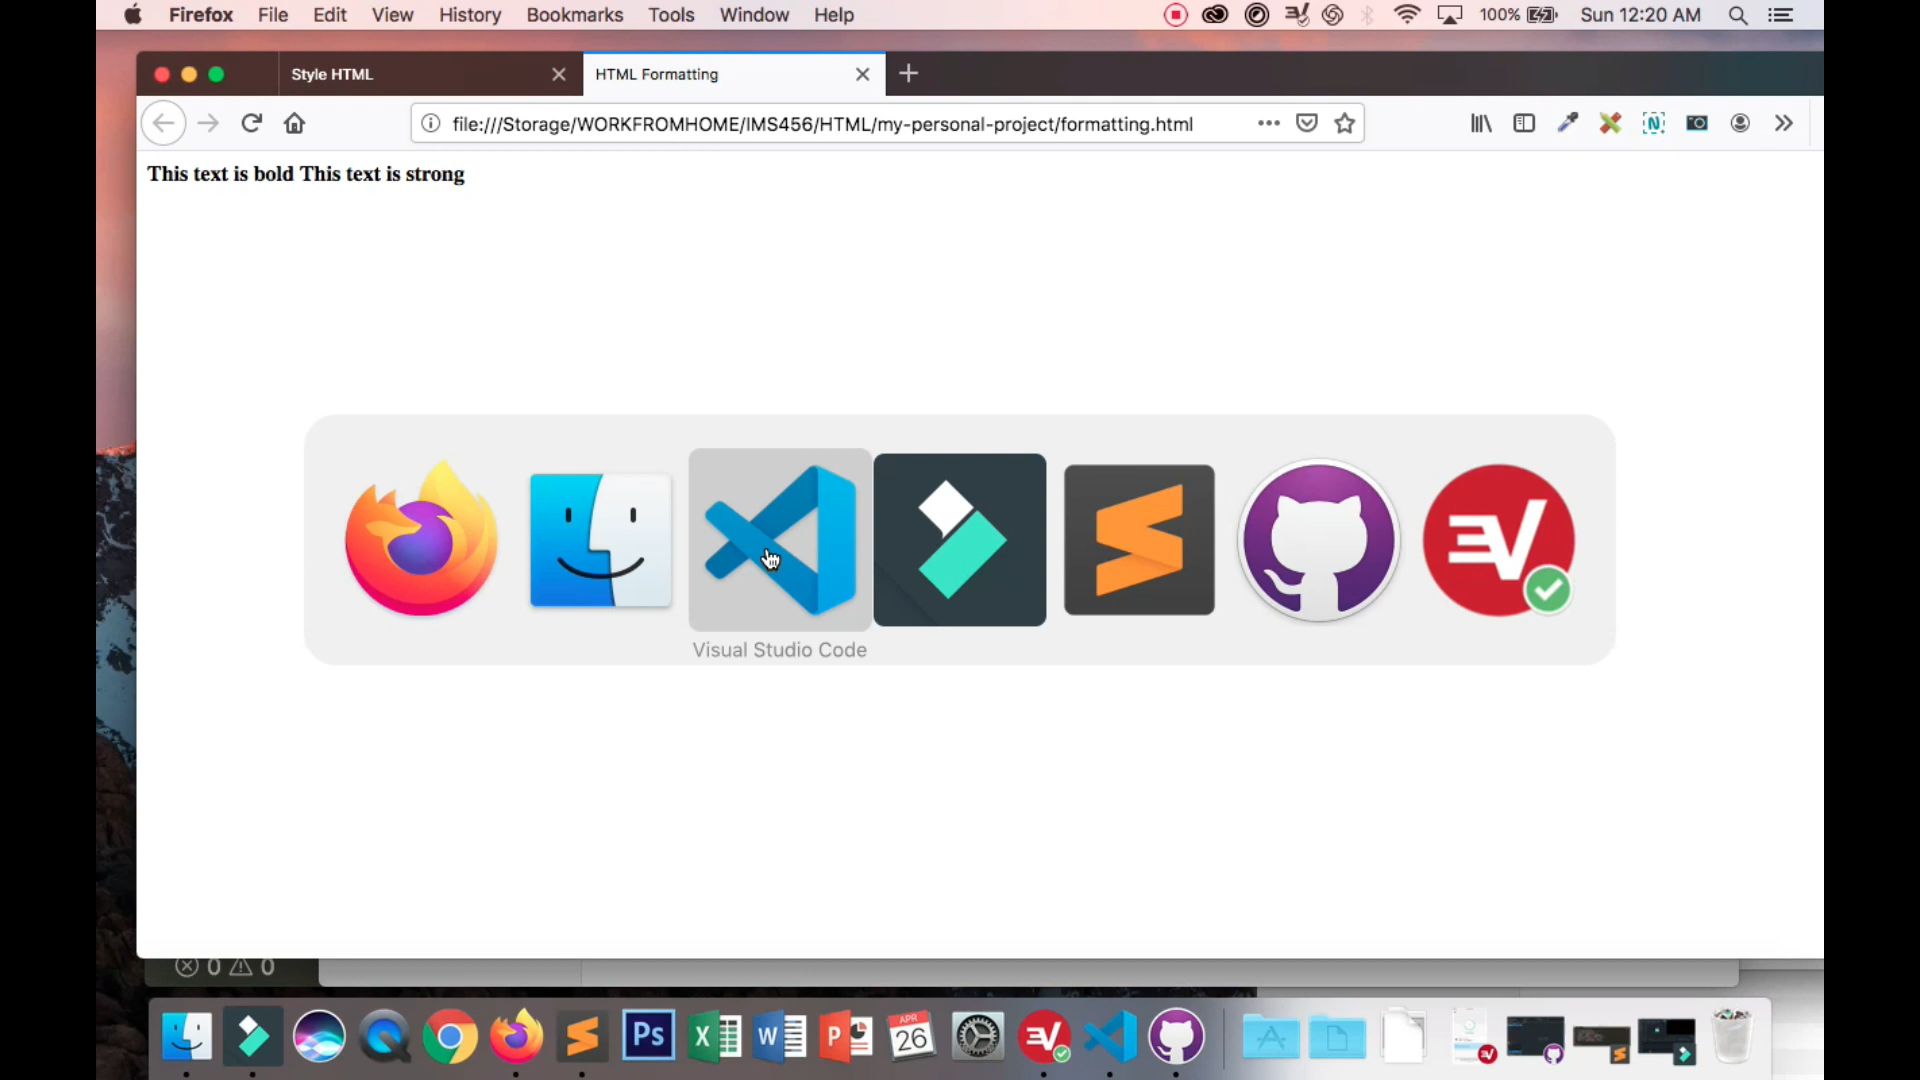 Firefox File Edit View History Bookmarks Tools Window Help 100% Sun 12:20 AM
Style HTML HTML Formatting
file:///Storage/WORKFROMHOME/IMS456/HTML/my-personal-project/formatting.html
This text is bold This text is strong
Visual Studio Code
0 0
Ps
APR
26